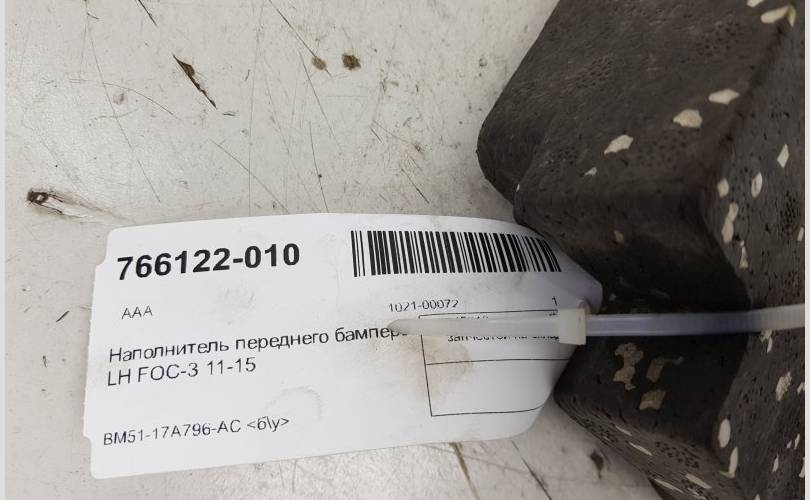 766122-010
AAA
1021-00072 1
Наполнитель переднего бампера
LH FOC-3 11-15
BM51-17A796-AC <б\у>